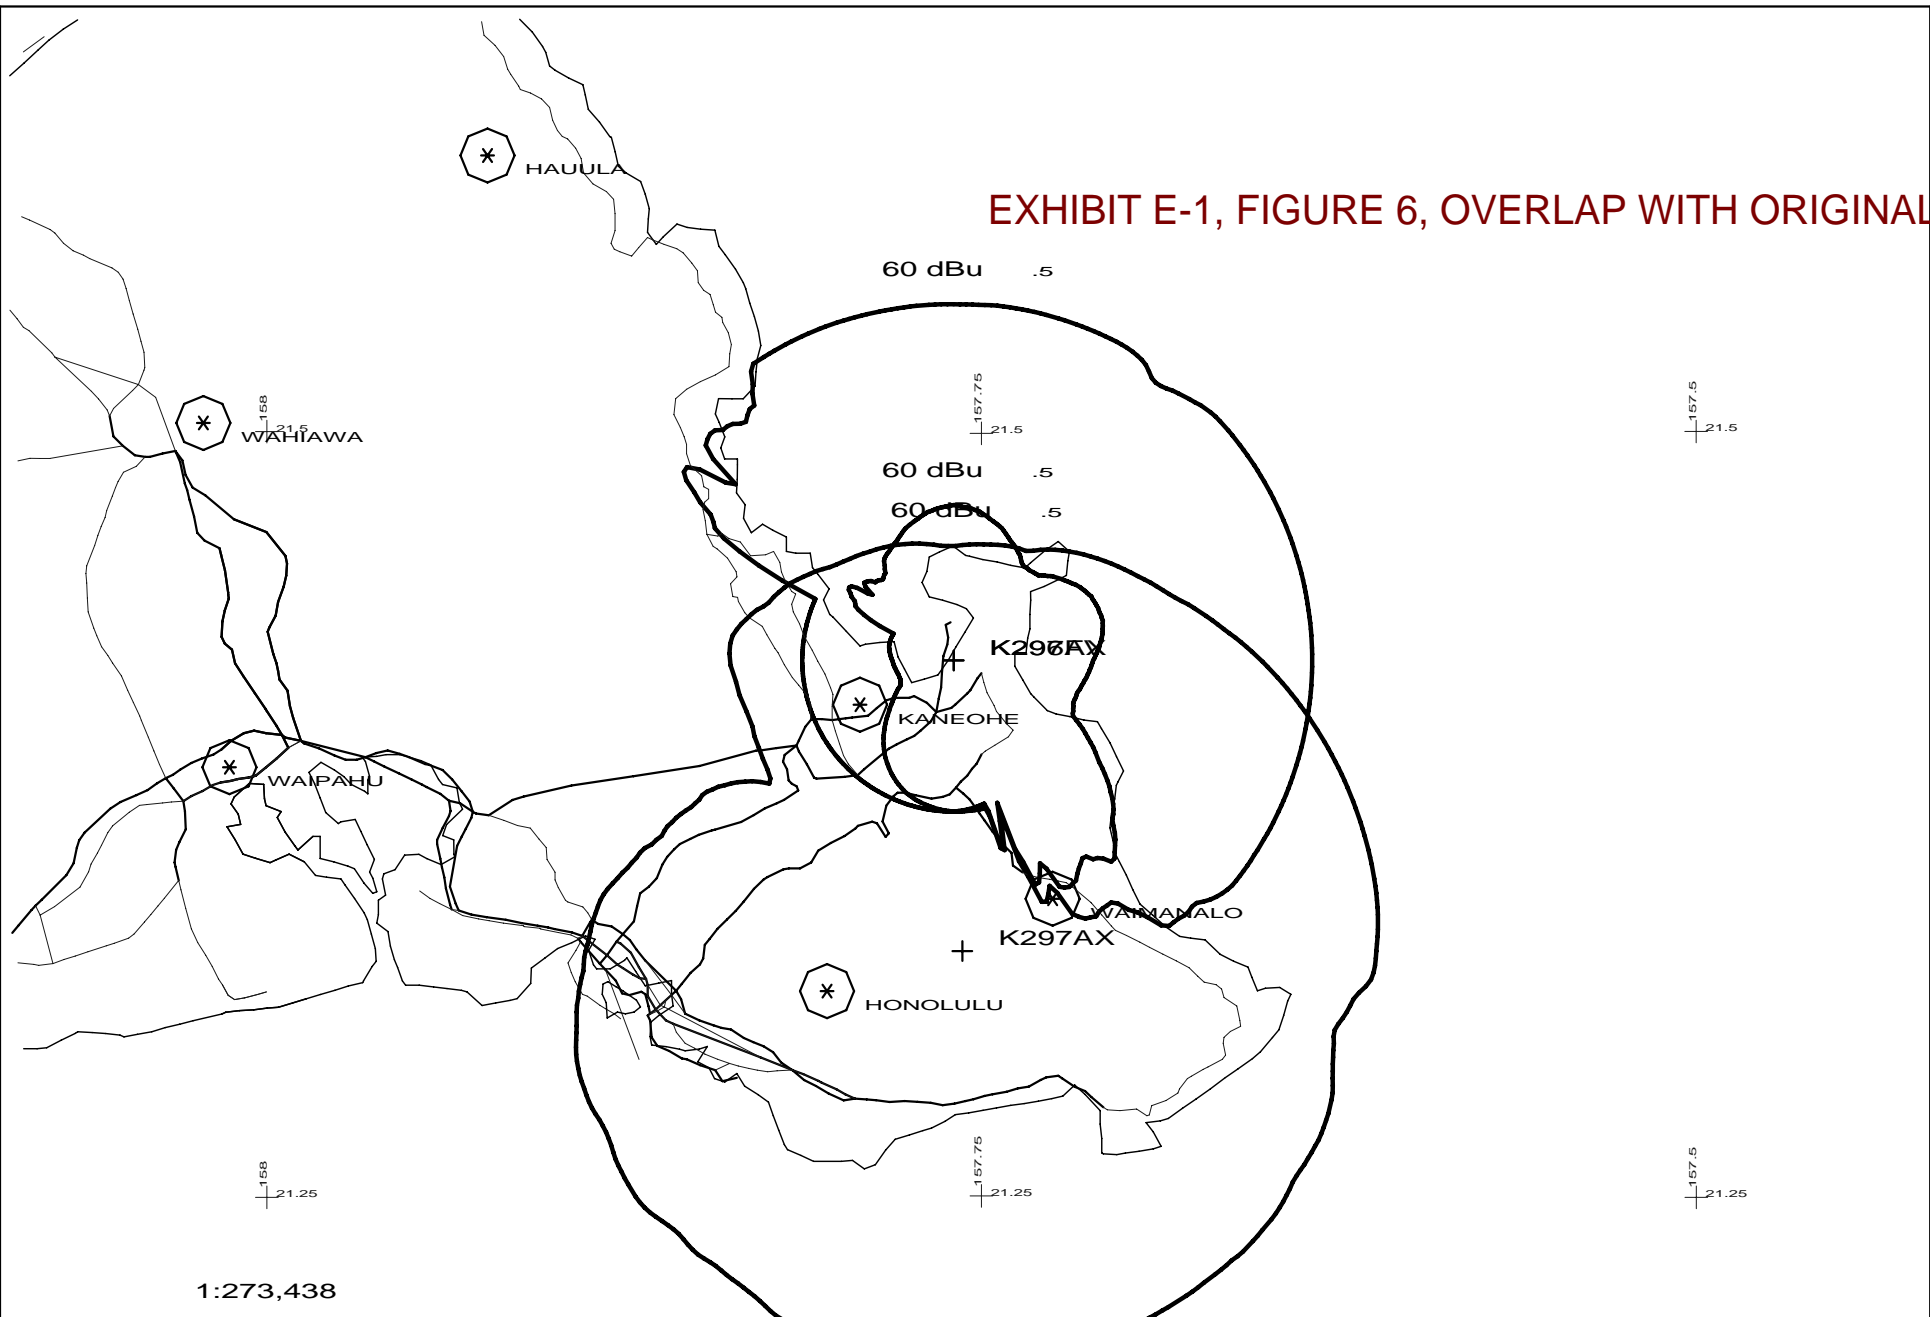 HAUULA
EXHIBIT E-1, FIGURE 6, OVERLAP WITH ORIGINAL
60 dBu .5
158
21.5
WAHIAWA
157.75
21.5
157.5
21.5
60 dBu .5
60 dBu .5
KANEOHE
WAIPAHU
WAIMANALO
K297AX
HONOLULU
158
21.25
157.75
21.25
157.5
21.25
1:273,438